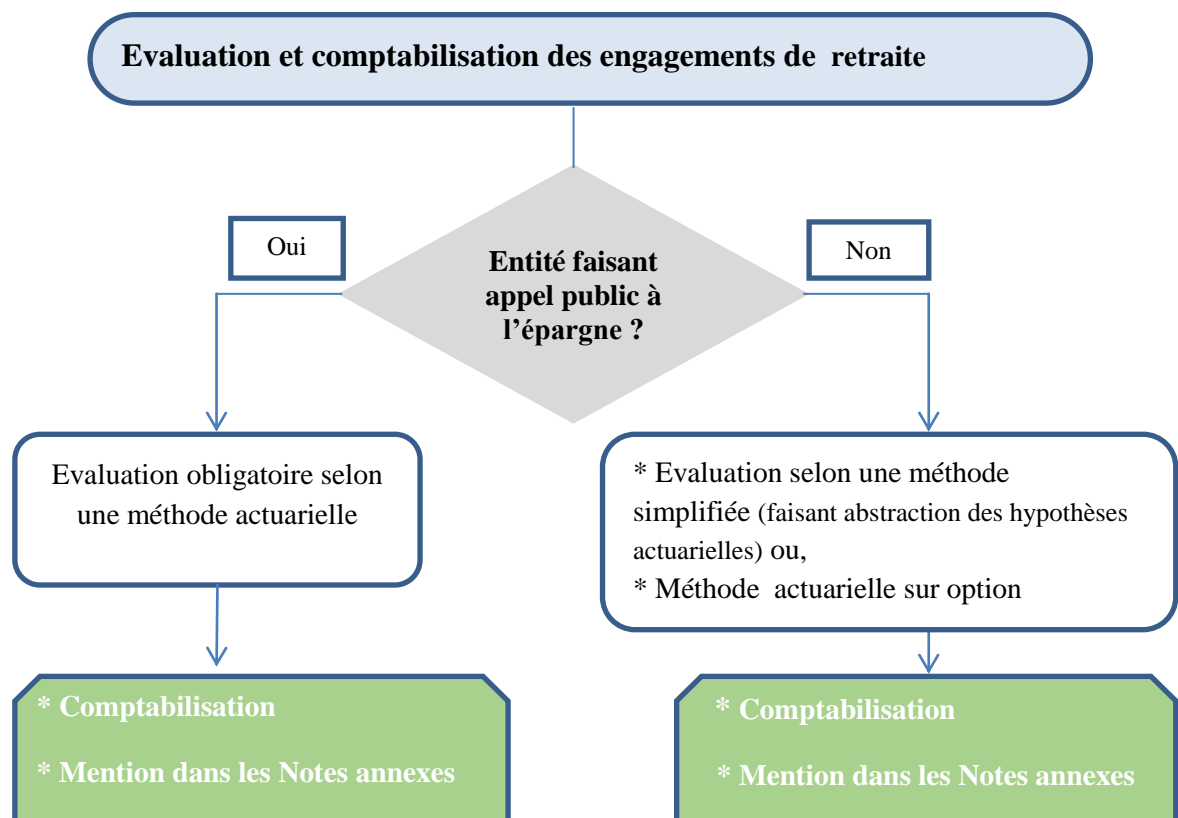 Evaluation et comptabilisation des engagements de retraite
Oui
Non
Entité faisant
appel public à
l’épargne ?
Evaluation obligatoire selon
une méthode actuarielle
* Evaluation selon une méthode
simplifiée (faisant abstraction des hypothèses
actuarielles) ou,
* Méthode actuarielle sur option
* Comptabilisation
* Mention dans les Notes annexes
* Comptabilisation
* Mention dans les Notes annexes